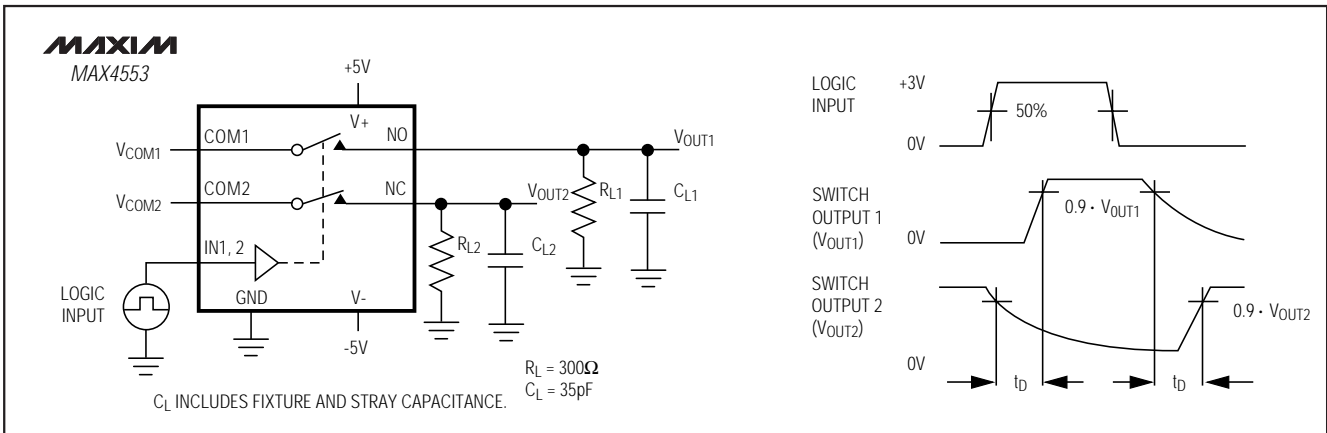 MAXIM
MAX4553
+5V
V+
COM1
NO
VCOM1
VOUT1
COM2
NC
VCOM2
VOUT2
RL1
CL1
RL2
CL2
IN1, 2
LOGIC
INPUT
GND
V-
-5V
RL = 300Ω
CL = 35pF
CL INCLUDES FIXTURE AND STRAY CAPACITANCE.
LOGIC
INPUT
+3V
50%
0V
SWITCH
OUTPUT 1
(VOUT1)
0.9 · VOUT1
0V
SWITCH
OUTPUT 2
(VOUT2)
0.9 · VOUT2
0V
tD
tD